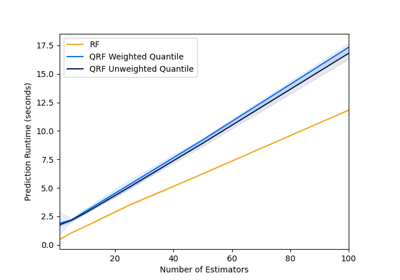 17.5
15.0
12.5
10.0
7.5
5.0
2.5
0.0
Prediction Runtime (seconds)
RF
QRF Weighted Quantile
QRF Unweighted Quantile
20 40 60 80 100
Number of Estimators